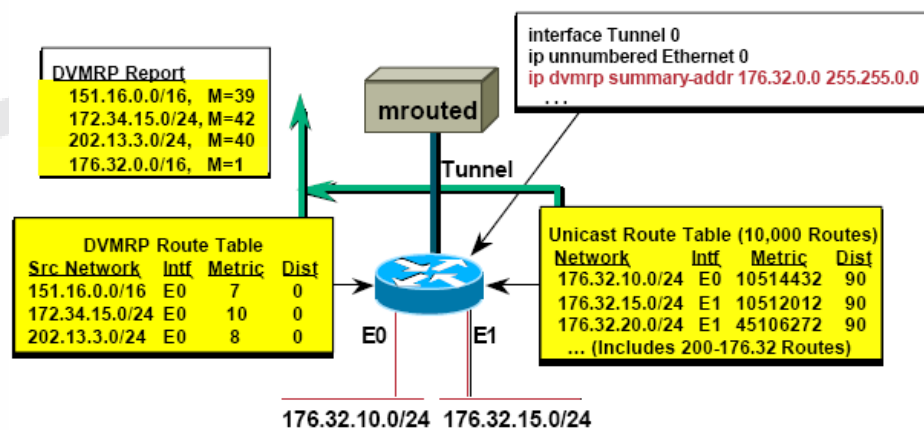 DVMRP Report
151.16.0.0/16, M=39
172.34.15.0/24, M=42
202.13.3.0/24, M=40
176.32.0.0/16, M=1
mrouted
Tunnel
interface Tunnel 0
ip unnumbered Ethernet 0
ip dvmrp summary-addr 176.32.0.0 255.255.0.0
. . .
DVMRP Route Table
Src Network Intf Metric Dist
151.16.0.0/16 E0 7 0
172.34.15.0/24 E0 10 0
202.13.3.0/24 E0 8 0
Unicast Route Table (10,000 Routes)
Network Intf Metric Dist
176.32.10.0/24 E0 10514432 90
176.32.15.0/24 E1 10512012 90
176.32.20.0/24 E1 45106272 90
... (Includes 200-176.32 Routes)
E0 E1
176.32.10.0/24 176.32.15.0/24